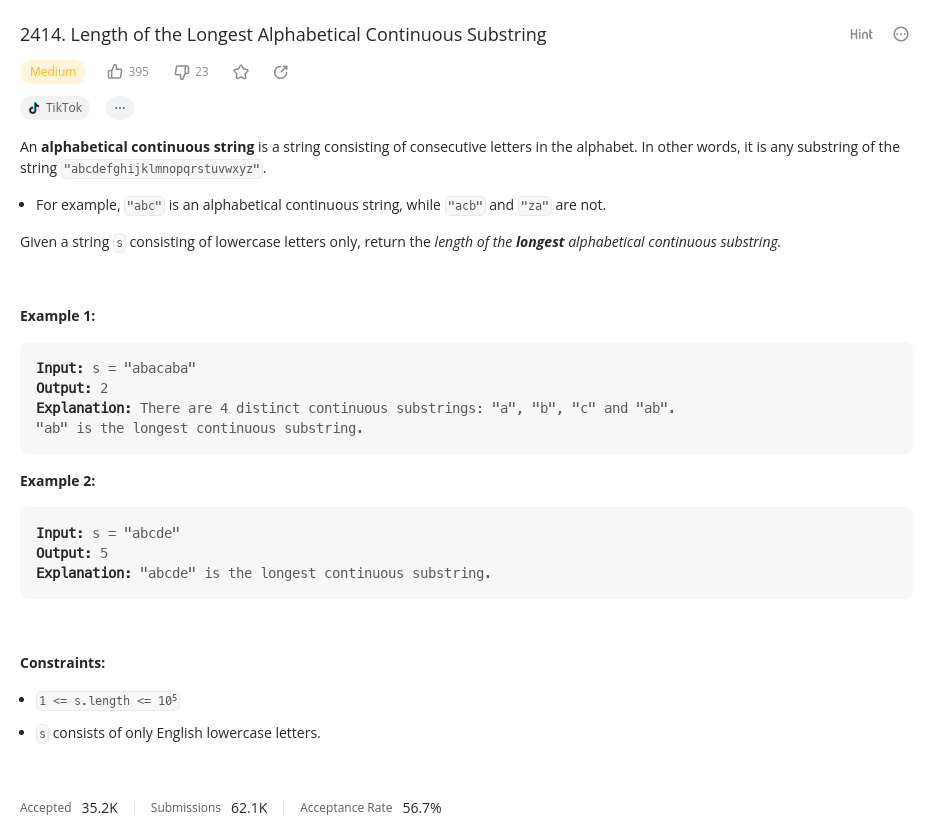 2414. Length of the Longest Alphabetical Continuous Substring Hint
Medium 395 23
TikTok ...
An alphabetical continuous string is a string consisting of consecutive letters in the alphabet. In other words, it is any substring of the
string "abcdefghijklmnopqrstuvwxyz".
• For example, "abc" is an alphabetical continuous string, while "acb" and "za" are not.
Given a string s consisting of lowercase letters only, return the length of the longest alphabetical continuous substring.
Example 1:
Input: s = "abacaba"
Output: 2
Explanation: There are 4 distinct continuous substrings: "a", "b", "c" and "ab".
"ab" is the longest continuous substring.
Example 2:
Input: s = "abcde"
Output: 5
Explanation: "abcde" is the longest continuous substring.
Constraints:
• 1 <= s.length <= 10⁵
• s consists of only English lowercase letters.
Accepted 35.2K Submissions 62.1K Acceptance Rate 56.7%